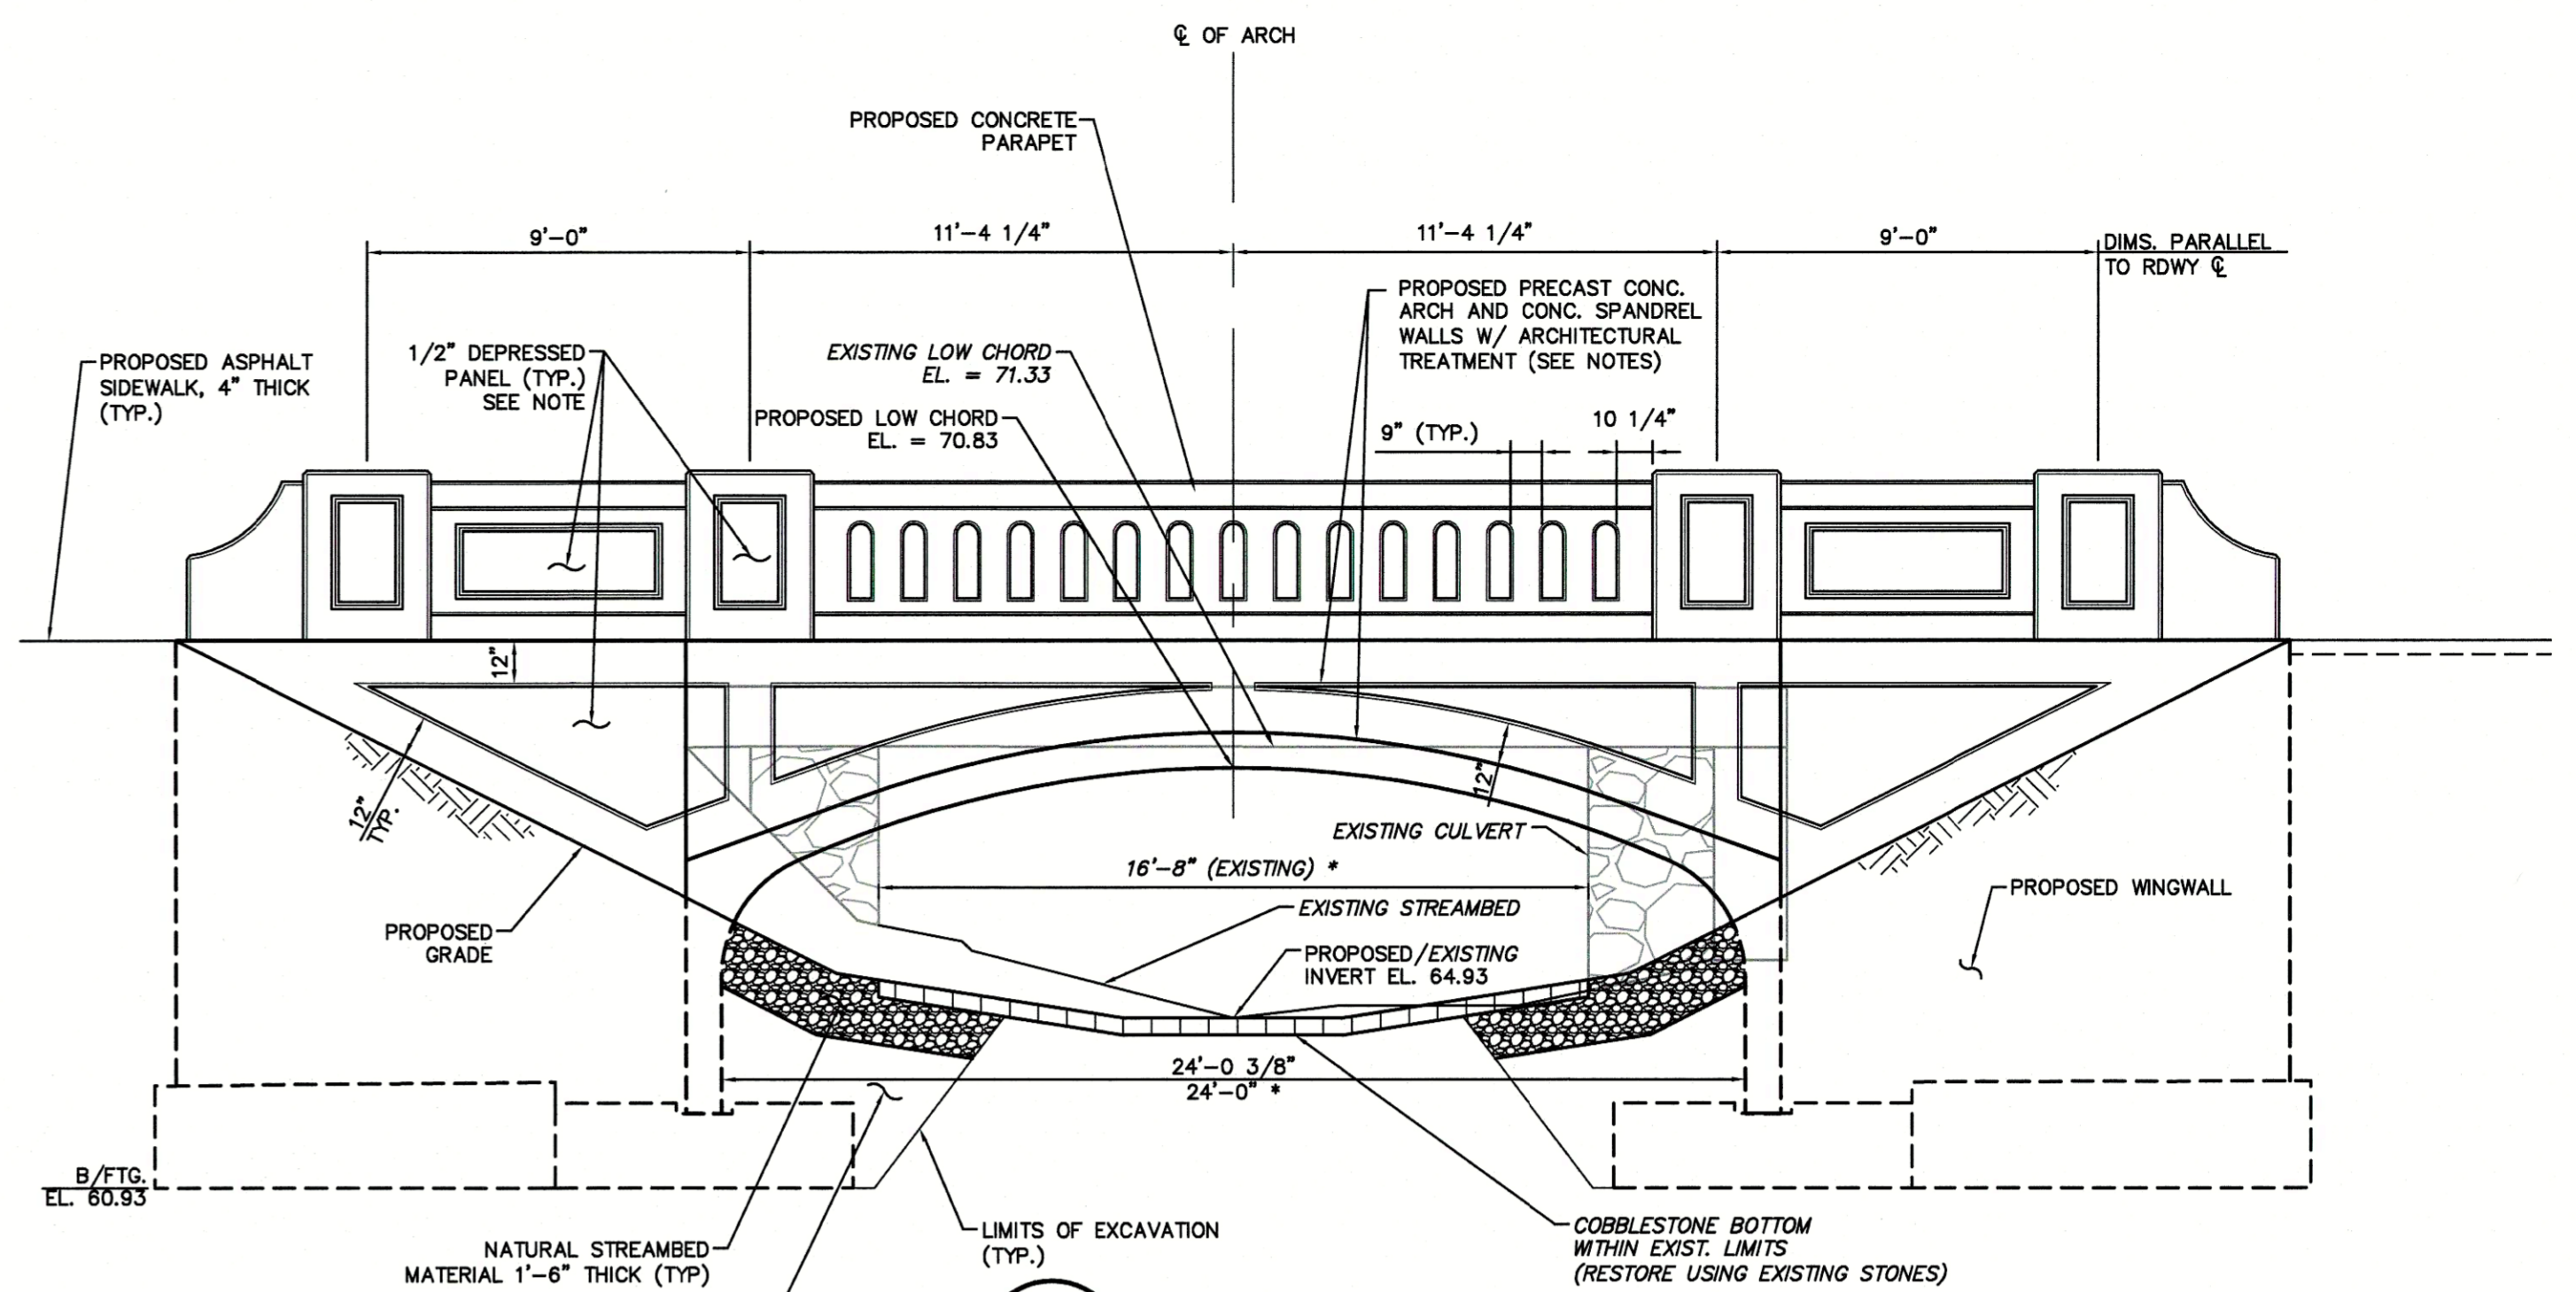 ℄ OF ARCH
PROPOSED CONCRETE
PARAPET
9'-0"
11'-4 1/4"
11'-4 1/4"
9'-0"
DIMS. PARALLEL
TO RDWY ℄
PROPOSED PRECAST CONC.
ARCH AND CONC. SPANDREL
WALLS W/ ARCHITECTURAL
TREATMENT (SEE NOTES)
PROPOSED ASPHALT
SIDEWALK, 4" THICK
(TYP.)
1/2" DEPRESSED
PANEL (TYP.)
SEE NOTE
EXISTING LOW CHORD
EL. = 71.33
PROPOSED LOW CHORD
EL. = 70.83
9" (TYP.)
10 1/4"
12"
12"
TYP.
12"
EXISTING CULVERT
16'-8" (EXISTING) *
EXISTING STREAMBED
PROPOSED WINGWALL
PROPOSED
GRADE
PROPOSED/EXISTING
INVERT EL. 64.93
24'-0 3/8"
24'-0" *
B/FTG.
EL. 60.93
LIMITS OF EXCAVATION
(TYP.)
NATURAL STREAMBED
MATERIAL 1'-6" THICK (TYP)
COBBLESTONE BOTTOM
WITHIN EXIST. LIMITS
(RESTORE USING EXISTING STONES)